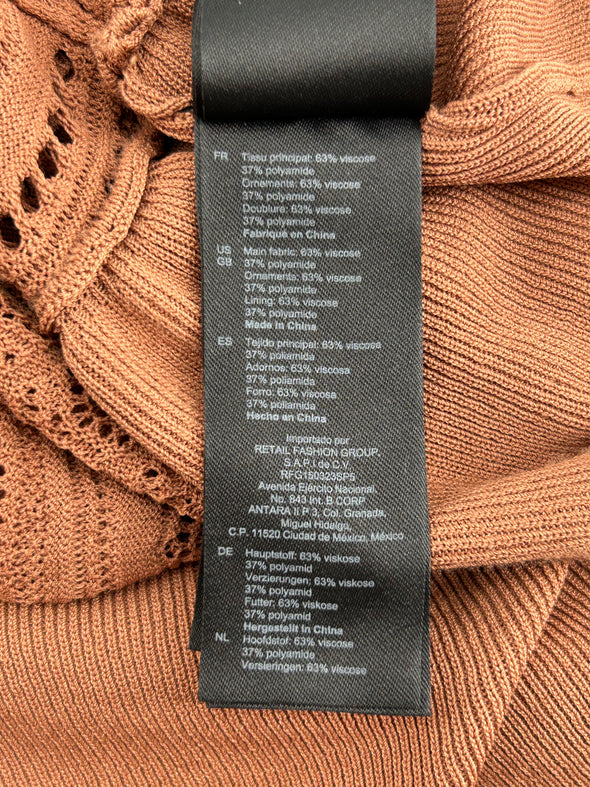 FR Tissu principal: 63% viscose
37% polyamide
Ornements: 63% viscose
37% polyamide
Doublure: 63% viscose
37% polyamide
Fabriqué en China
US Main fabric: 63% viscose
GB 37% polyamide
Ornements: 63% viscose
37% polyamide
Lining: 63% viscose
37% polyamide
Made in China
ES Tejido principal: 63% viscosa
37% poliamida
Adornos: 63% viscosa
37% poliamida
Forro: 63% viscosa
37% poliamida
Hecho en China
Importado por
RETAIL FASHION GROUP,
S.A.P.I de C.V.
RFG150323SP5
Avenida Ejército Nacional,
No. 843 Int. B CORP
ANTARA II P 3, Col. Granada,
Miguel Hidalgo,
C.P. 11520 Ciudad de México, México
DE Hauptstoff: 63% viskose
37% polyamid
Verzierungen: 63% viskose
37% polyamid
Futter: 63% viskose
37% polyamid
Hergestellt in China
NL Hoofdstof: 63% viscose
37% polyamide
Versieringen: 63% viscose